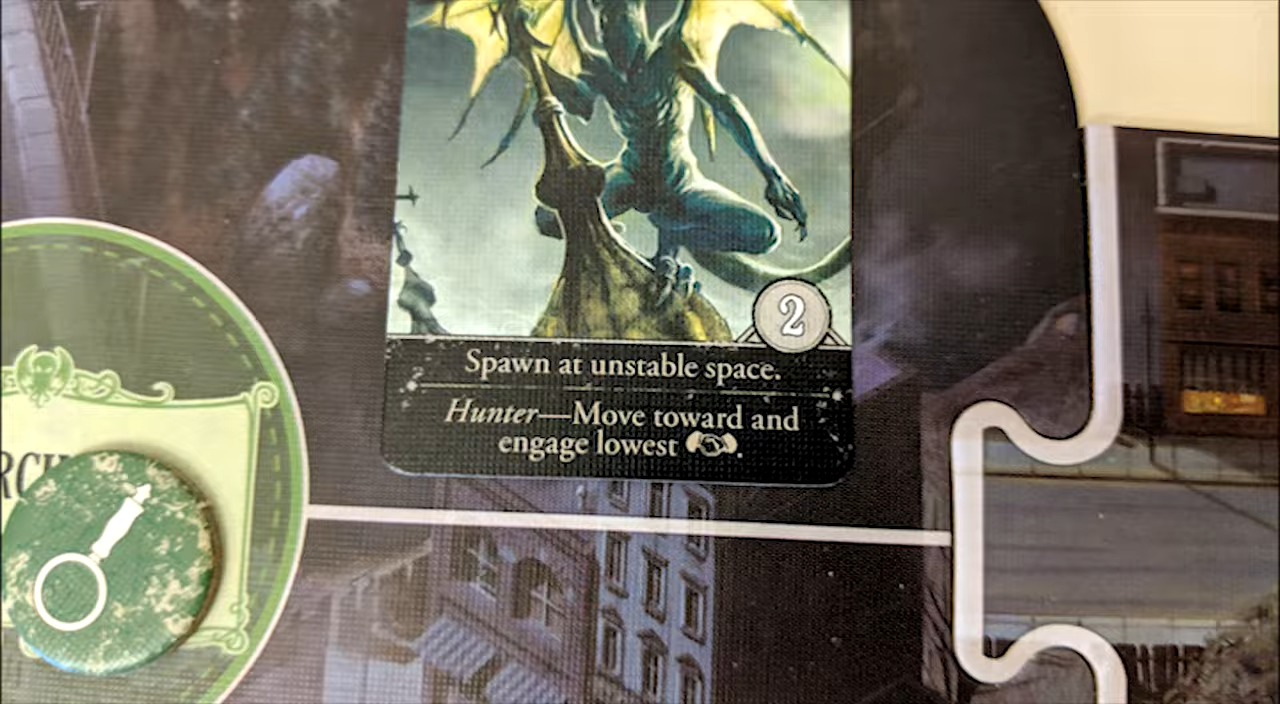 2
Spawn at unstable space.
Hunter—Move toward and
engage lowest .